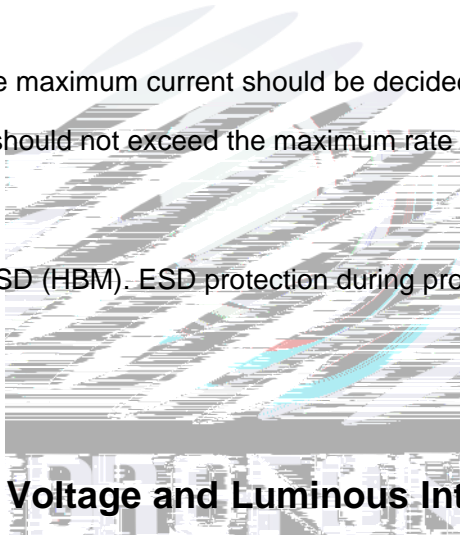 e maximum current should be decided
should not exceed the maximum rate
SD (HBM). ESD protection during pro
Voltage and Luminous Int